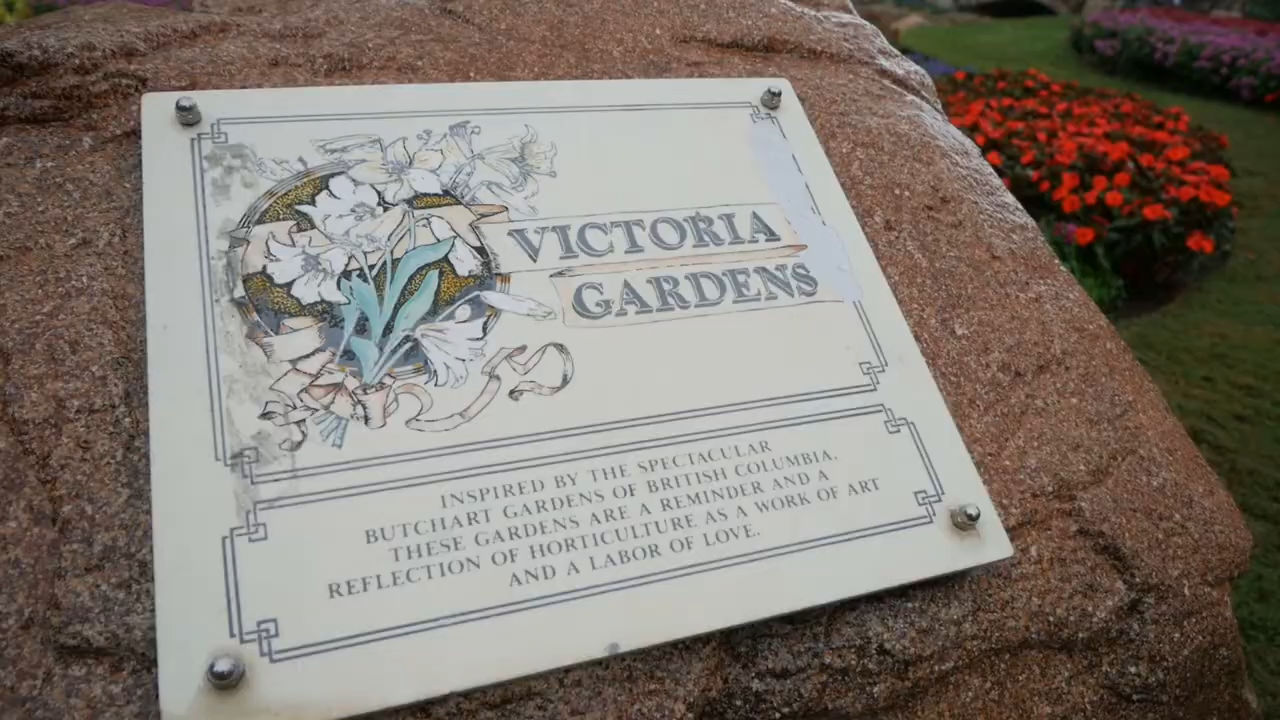 VICTORIA
GARDENS
INSPIRED BY THE SPECTACULAR
BUTCHART GARDENS OF BRITISH COLUMBIA,
THESE GARDENS ARE A REMINDER AND A
REFLECTION OF HORTICULTURE AS A WORK OF ART
AND A LABOR OF LOVE.